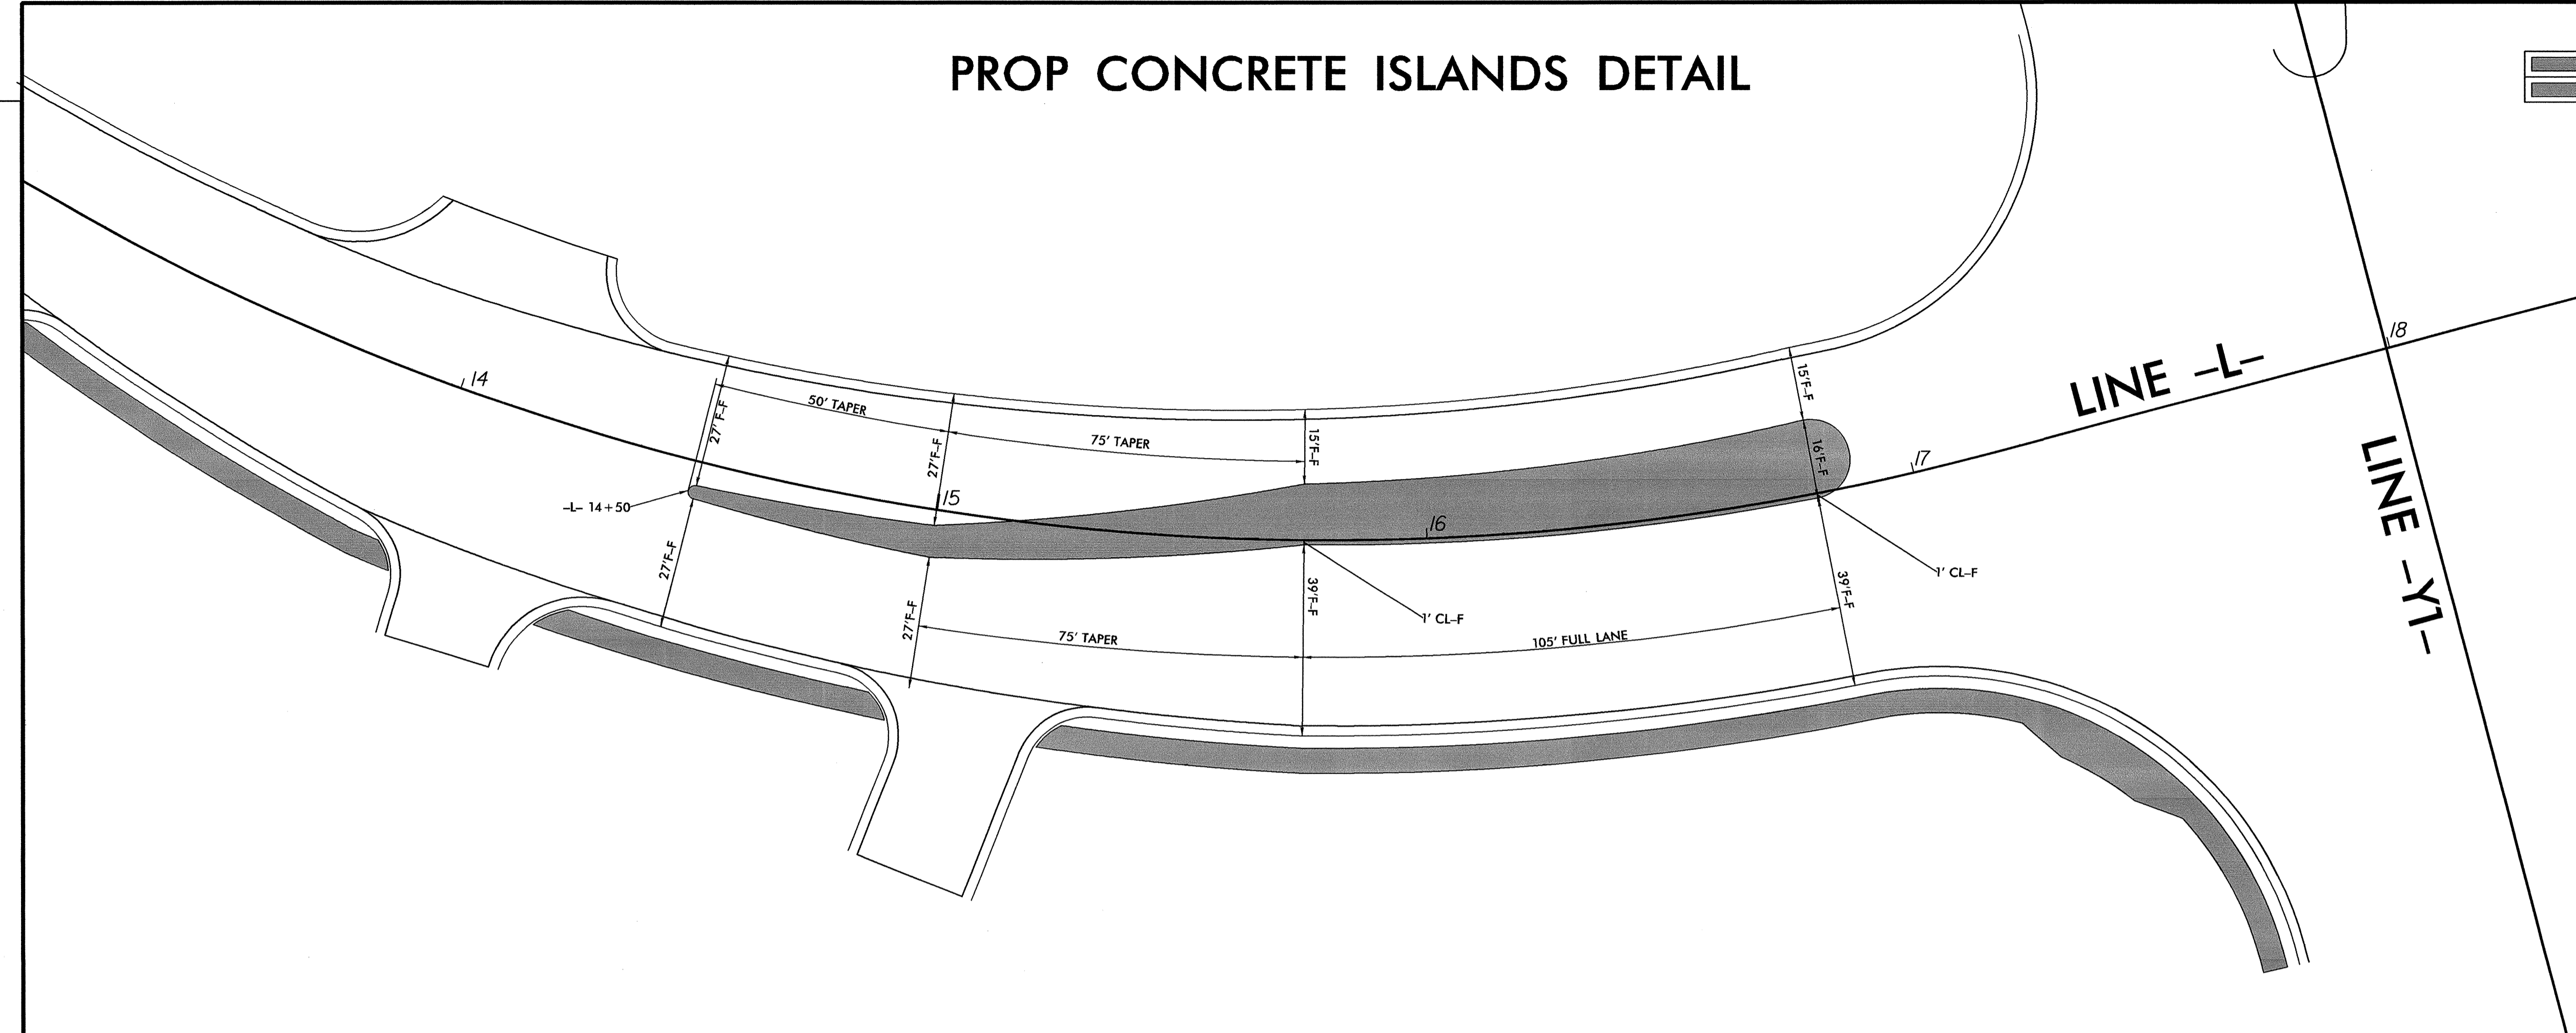 PROP CONCRETE ISLANDS DETAIL
14
15
16
17
18
50' TAPER
75' TAPER
27' F-F
27'F-F
15'F-F
15'F-F
16'F-F
-L- 14+50
27'F-F
27'F-F
39'F-F
39'F-F
1' CL-F
1' CL-F
75' TAPER
105' FULL LANE
LINE -L-
LINE -Y1-